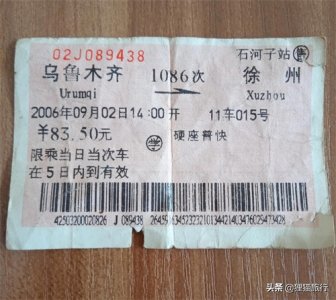 02J089438 石河子站 售
乌鲁木齐 1086次 徐州
Urumqi Xuzhou
2006年09月02日14:00开 11车015号
¥83.50元 学 硬座普快
限乘当日当次车
在5日内到有效
42503200020826 J 089438
头条 @狸猫旅行